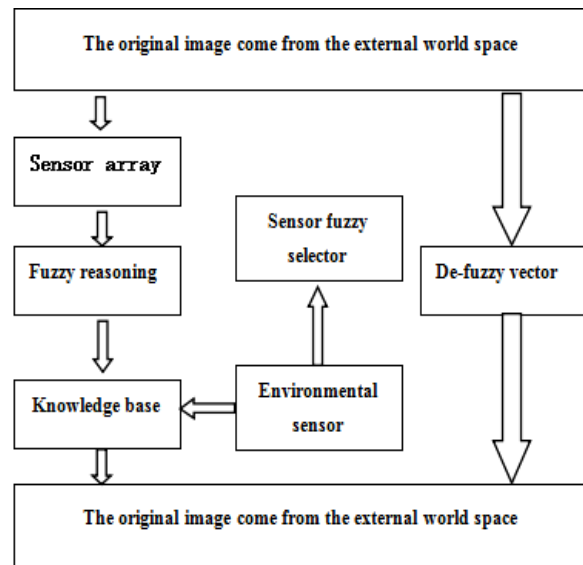 The original image come from the external world space
Sensor array
Sensor fuzzy
selector
Fuzzy reasoning
De-fuzzy vector
Knowledge base
Environmental
sensor
The original image come from the external world space